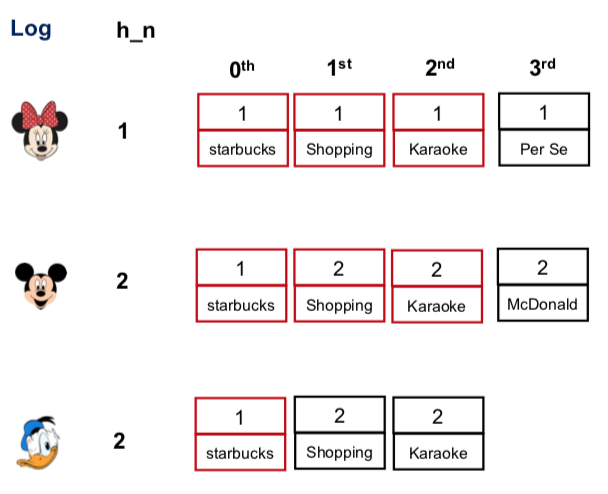 Log h_n
0th 1st 2nd 3rd
1 1 1 1
1
starbucks Shopping Karaoke Per Se
1 2 2 2
2
starbucks Shopping Karaoke McDonald
1 2 2
2
starbucks Shopping Karaoke